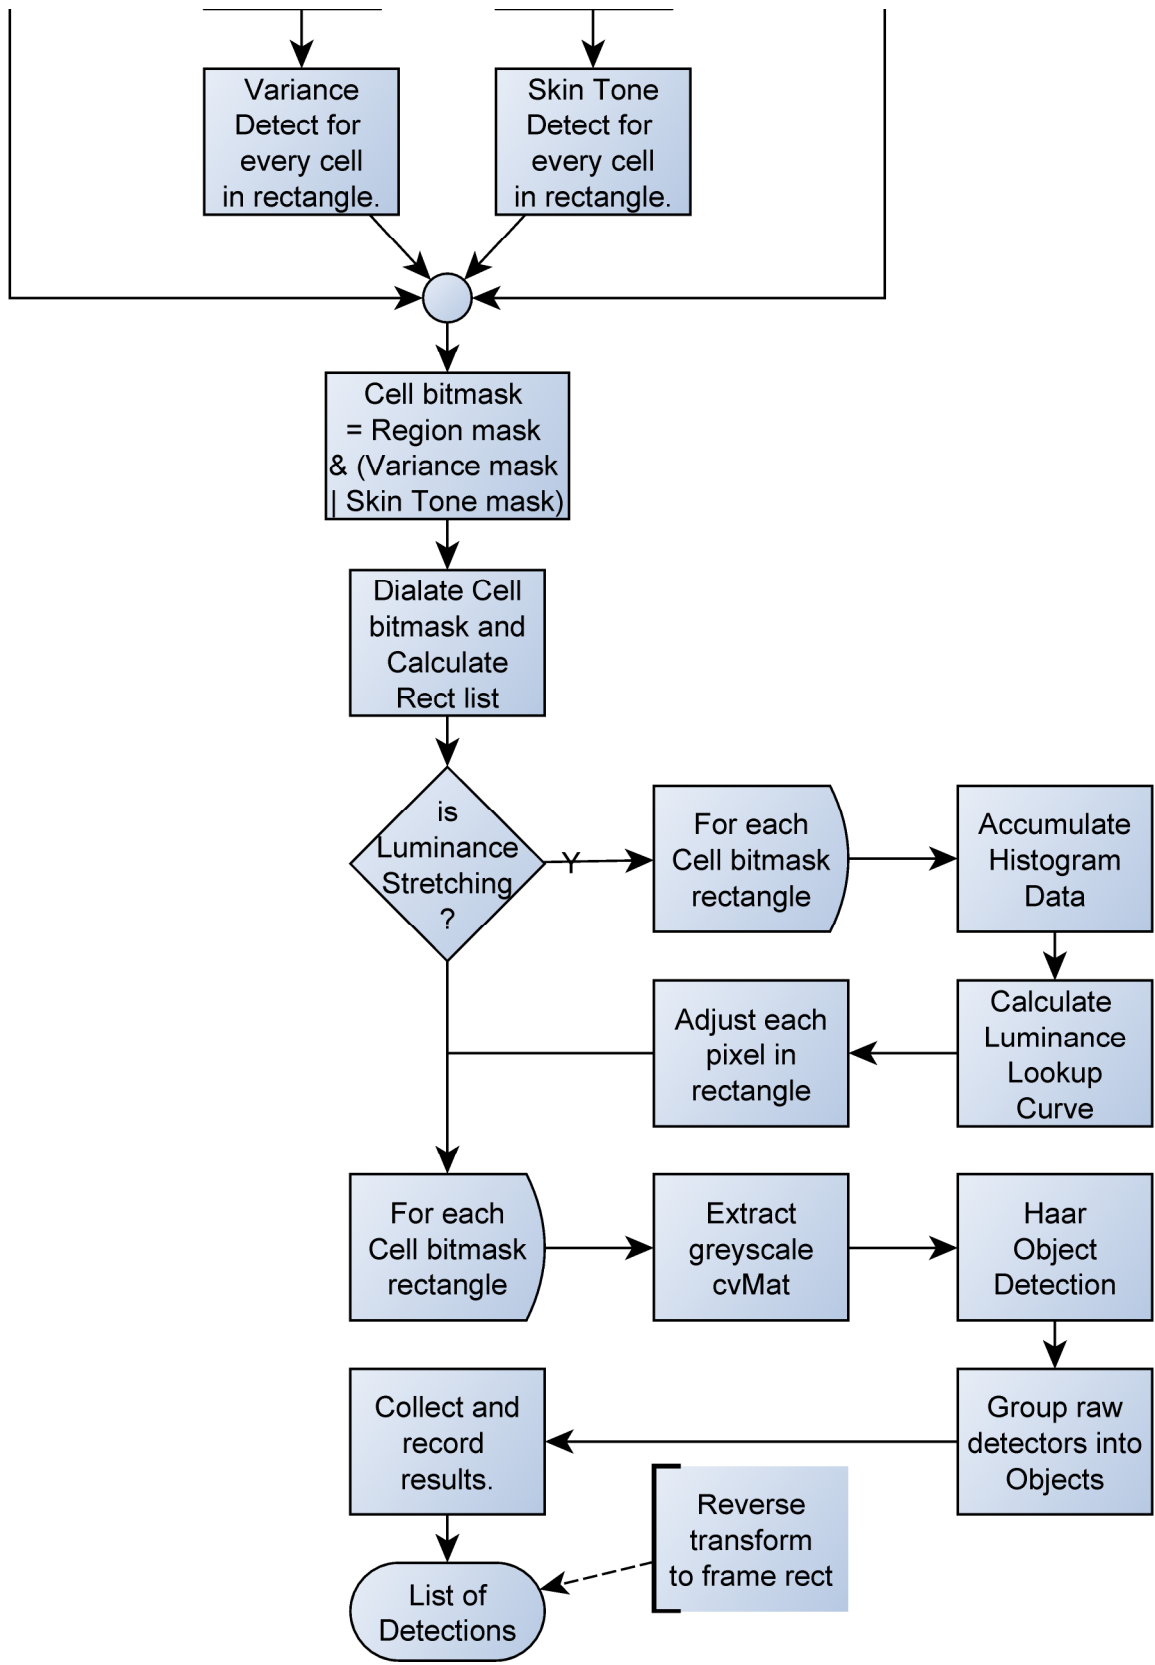 Variance
Detect for
every cell
in rectangle.
Skin Tone
Detect for
every cell
in rectangle.
Cell bitmask
= Region mask
& (Variance mask
| Skin Tone mask)
Dialate Cell
bitmask and
Calculate
Rect list
is
Luminance
Stretching
?
Y
For each
Cell bitmask
rectangle
Accumulate
Histogram
Data
Adjust each
pixel in
rectangle
Calculate
Luminance
Lookup
Curve
For each
Cell bitmask
rectangle
Extract
greyscale
cvMat
Haar
Object
Detection
Collect and
record
results.
Group raw
detectors into
Objects
Reverse
transform
to frame rect
List of
Detections